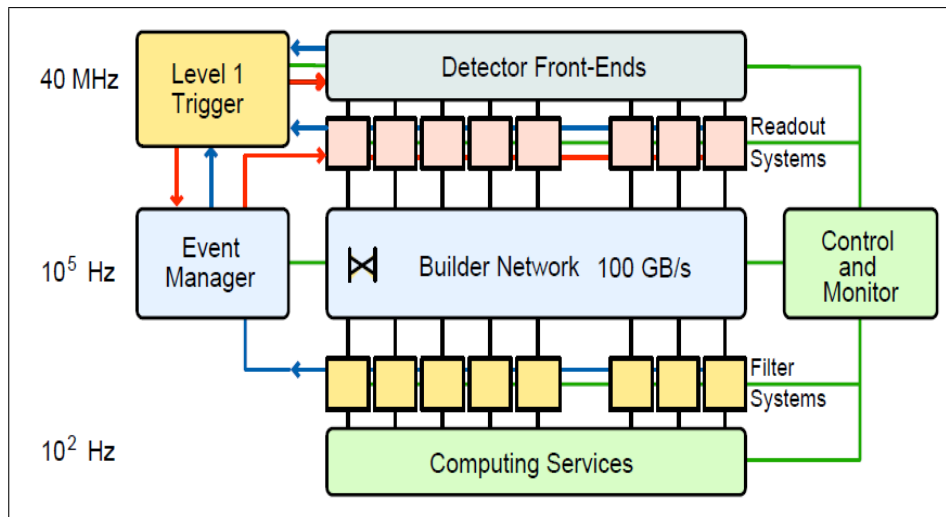 40 MHz
Level 1
Trigger
Detector Front-Ends
Readout
Systems
10⁵ Hz
Event
Manager
Builder Network 100 GB/s
Control
and
Monitor
Filter
Systems
10² Hz
Computing Services